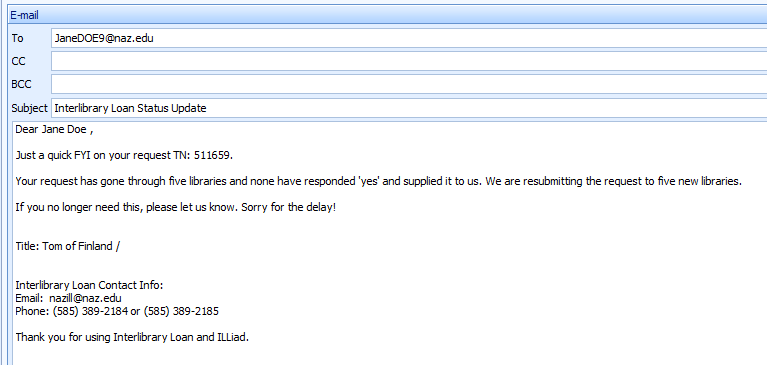 E-mail
To JaneDOE9@naz.edu
CC
BCC
Subject Interlibrary Loan Status Update
Dear Jane Doe ,
Just a quick FYI on your request TN: 511659.
Your request has gone through five libraries and none have responded 'yes' and supplied it to us. We are resubmitting the request to five new libraries.
If you no longer need this, please let us know. Sorry for the delay!
Title: Tom of Finland /
Interlibrary Loan Contact Info:
Email:  nazill@naz.edu
Phone: (585) 389-2184 or (585) 389-2185
Thank you for using Interlibrary Loan and ILLiad.